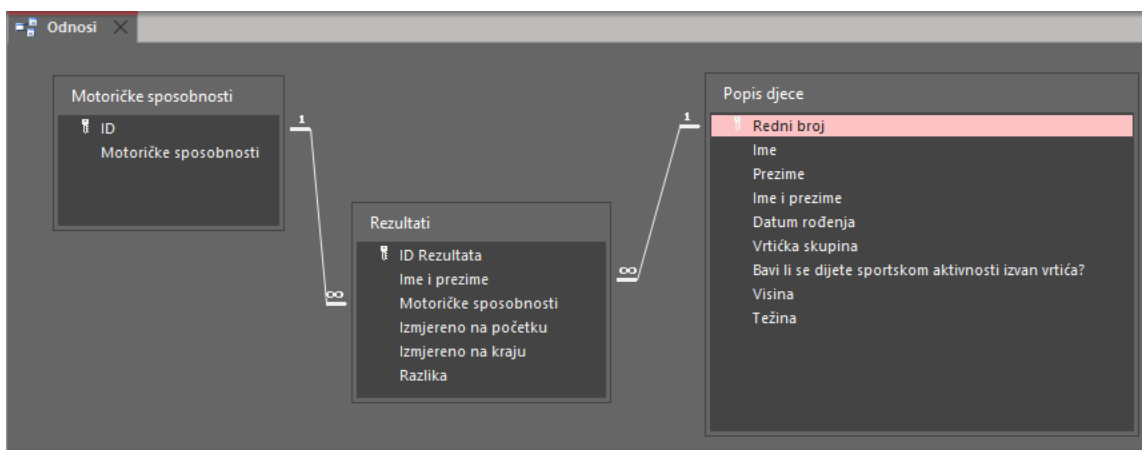 Odnosi
Motoričke sposobnosti
ID
Motoričke sposobnosti
1
∞
Rezultati
ID Rezultata
Ime i prezime
Motoričke sposobnosti
Izmjereno na početku
Izmjereno na kraju
Razlika
∞
1
Popis djece
Redni broj
Ime
Prezime
Ime i prezime
Datum rođenja
Vrtićka skupina
Bavi li se dijete sportskom aktivnosti izvan vrtića?
Visina
Težina